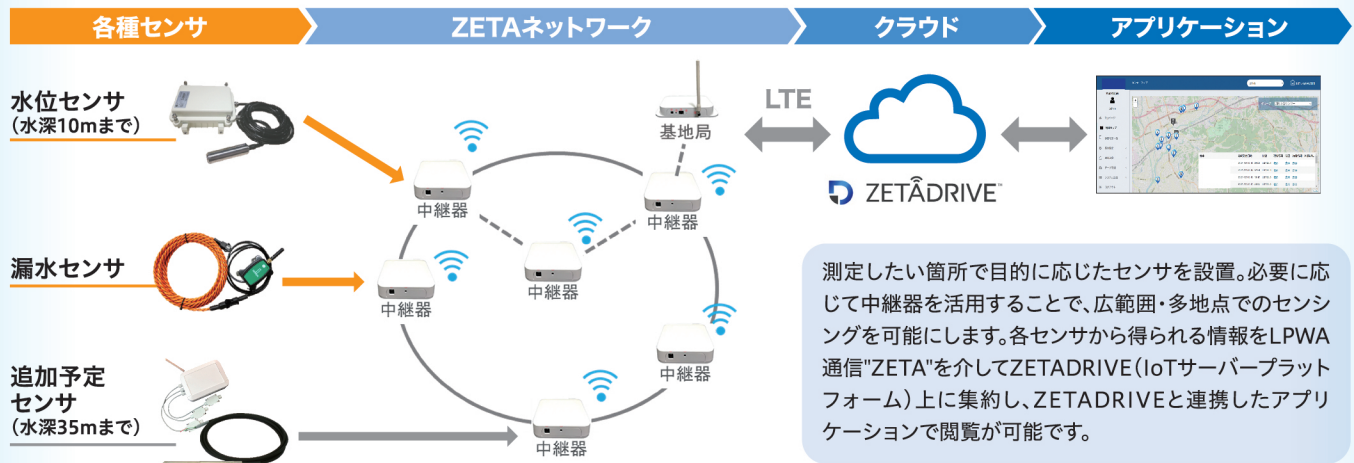 各種センサ
ZETAネットワーク
クラウド
アプリケーション
水位センサ
(水深10mまで)
漏水センサ
追加予定
センサ
(水深35mまで)
基地局
中継器
中継器
中継器
中継器
中継器
中継器
LTE
ZETADRIVE™
測定したい箇所で目的に応じたセンサを設置。必要に応
じて中継器を活用することで、広範囲・多地点でのセンシ
ングを可能にします。各センサから得られる情報をLPWA
通信"ZETA"を介してZETADRIVE(IoTサーバープラット
フォーム)上に集約し、ZETADRIVEと連携したアプリ
ケーションで閲覧が可能です。